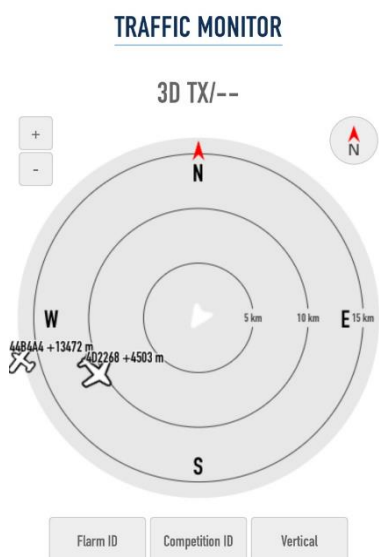 TRAFFIC MONITOR
3D TX/--
+
-
N
N
W
5 km
10 km
E
15 km
44B4A4 +13472 m
4D2268 +4503 m
S
Flarm ID
Competition ID
Vertical